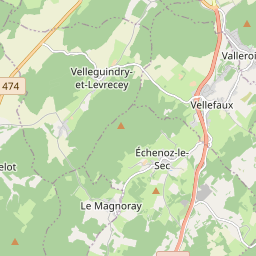 Valleroi
Velleguindry-
et-Levrecey
474
Vellefaux
Échenoz-le-
Sec
elot
Le Magnoray